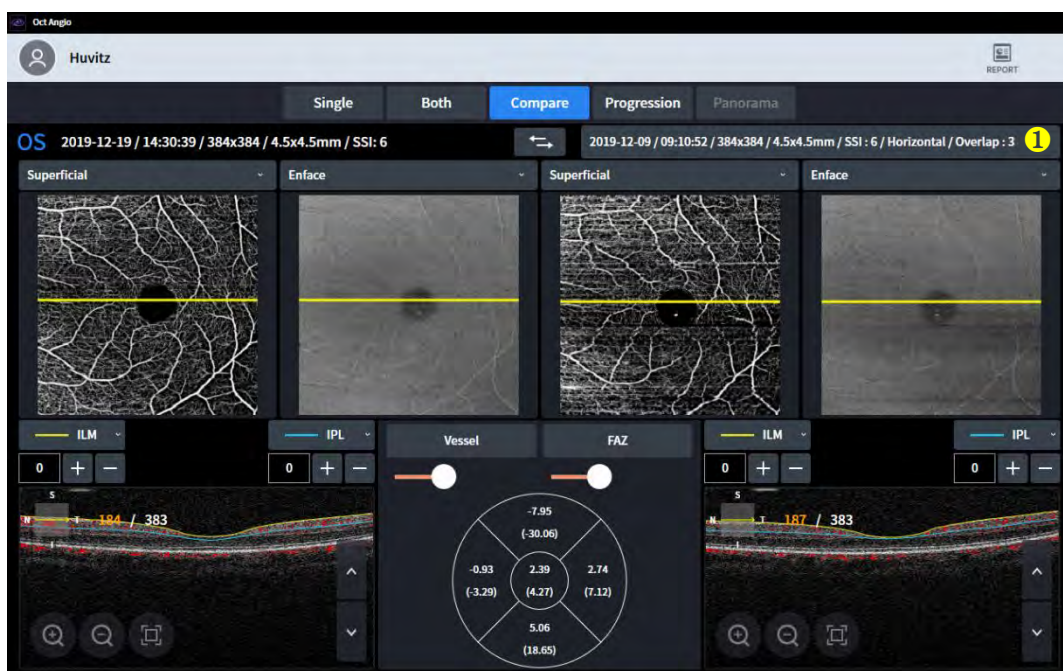 Oct Angio
Huvitz
REPORT
Single Both Compare Progression Panorama
OS 2019-12-19 / 14:30:39 / 384x384 / 4.5x4.5mm / SSI: 6
2019-12-09 / 09:10:52 / 384x384 / 4.5x4.5mm / SSI : 6 / Horizontal / Overlap : 3 1
Superficial Enface Superficial Enface
ILM IPL Vessel FAZ ILM IPL
0 + − 0 + − 0 + − 0 + −
S
N T 184 / 383
I
-7.95
(-30.06)
-0.93 2.39 2.74
(-3.29) (4.27) (7.12)
5.06
(18.65)
S
N T 187 / 383
I